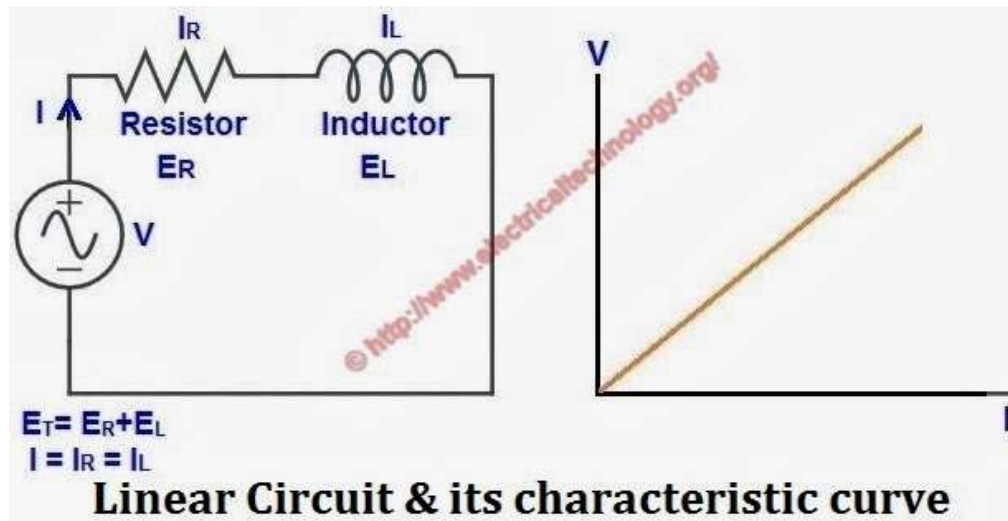 IR
IL
V
I
Resistor
Inductor
ER
EL
+
V
−
© http://www.electricaltechnology.org/
I
ET= ER+EL
I = IR = IL
Linear Circuit & its characteristic curve